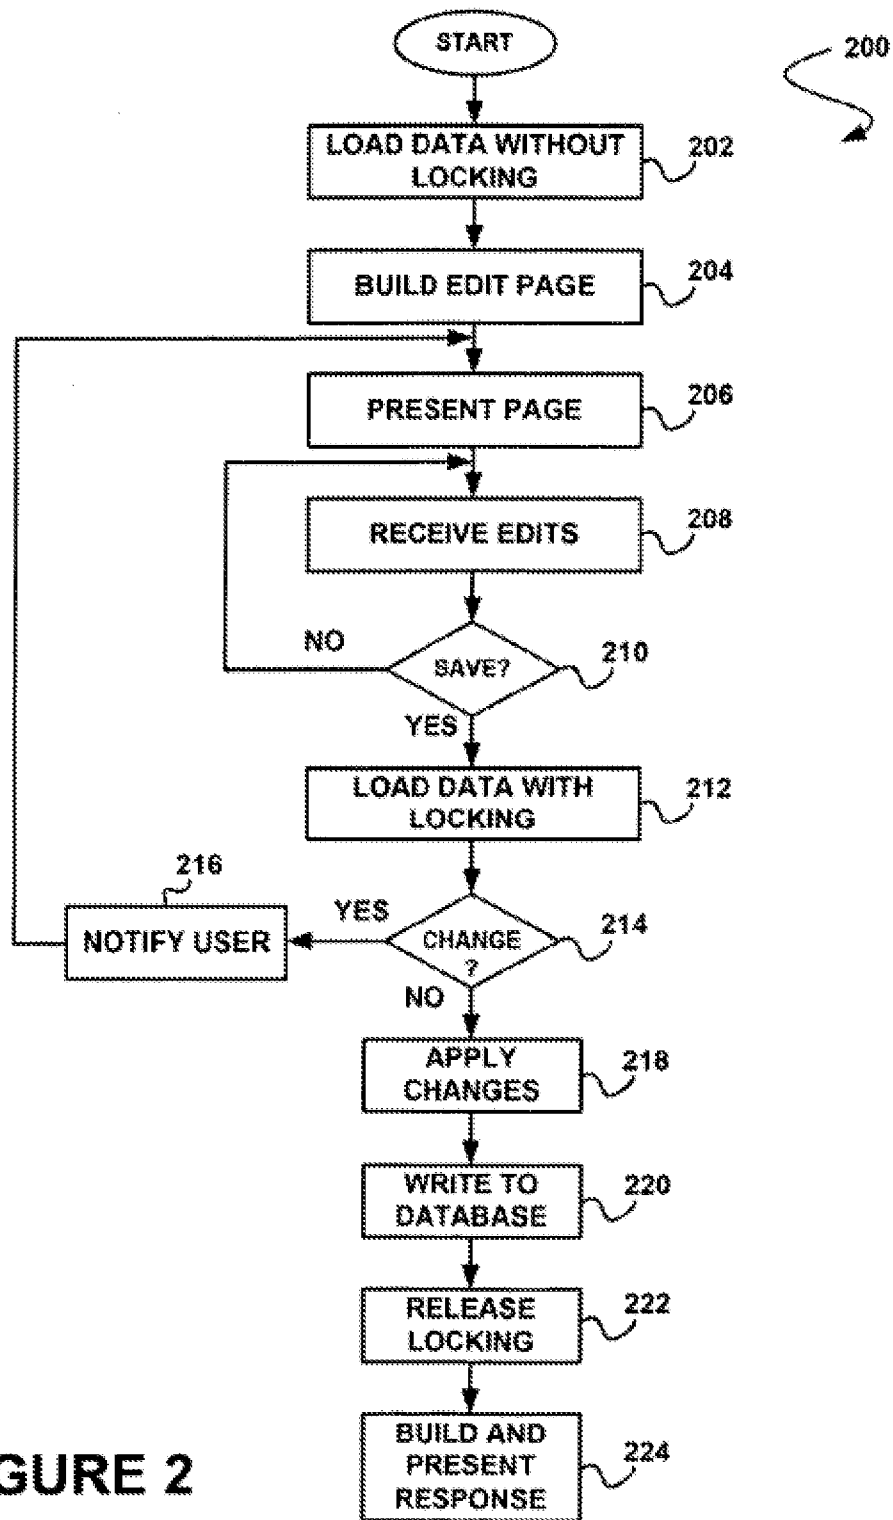 START
200
LOAD DATA WITHOUT
LOCKING
202
BUILD EDIT PAGE
204
PRESENT PAGE
206
RECEIVE EDITS
208
NO
SAVE?
210
YES
LOAD DATA WITH
LOCKING
212
216
NOTIFY USER
YES
CHANGE
?
214
NO
APPLY
CHANGES
218
WRITE TO
DATABASE
220
RELEASE
LOCKING
222
BUILD AND
PRESENT
RESPONSE
224
GURE 2